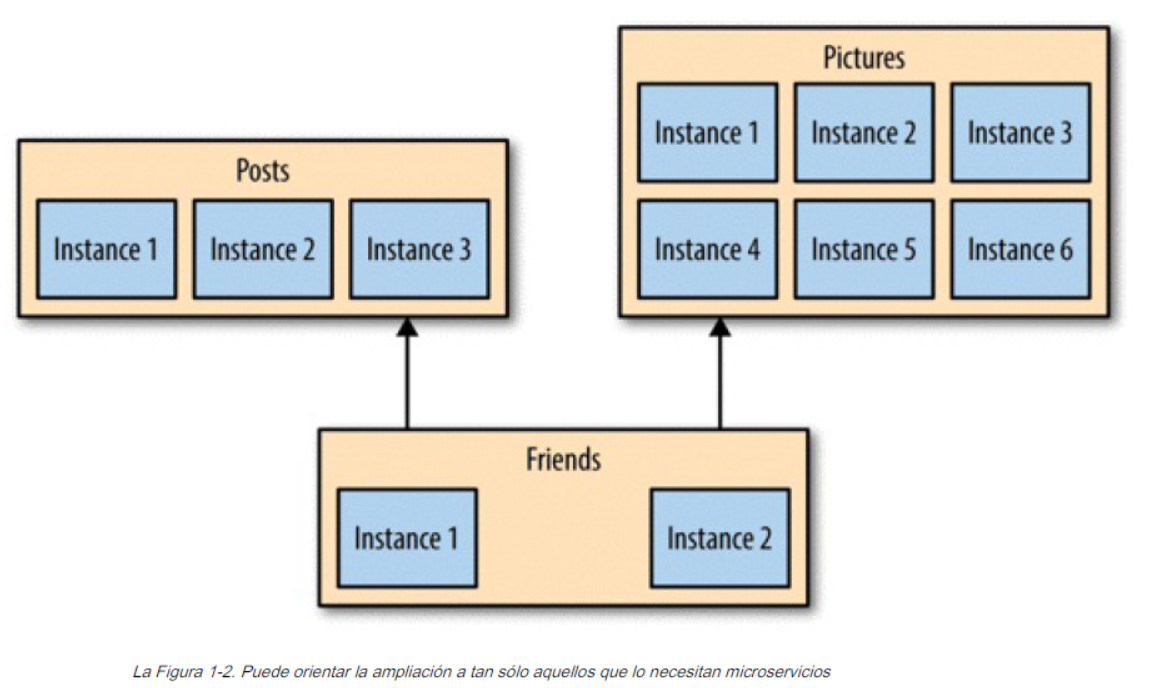 Pictures
Instance 1 Instance 2 Instance 3
Instance 4 Instance 5 Instance 6
Posts
Instance 1 Instance 2 Instance 3
Friends
Instance 1 Instance 2
La Figura 1-2. Puede orientar la ampliación a tan sólo aquellos que lo necesitan microservicios